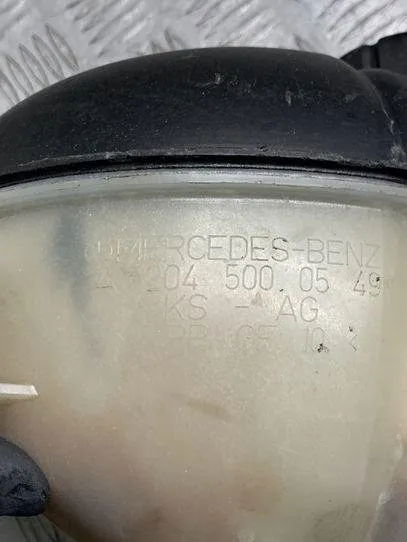 MERCEDES-BENZ
A 204 500 05 49
KS - AG